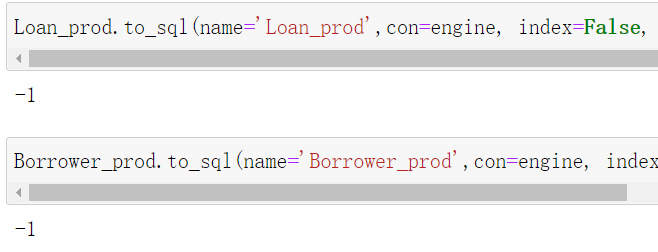 Loan_prod.to_sql(name='Loan_prod',con=engine, index=False,
-1
Borrower_prod.to_sql(name='Borrower_prod',con=engine, index
-1